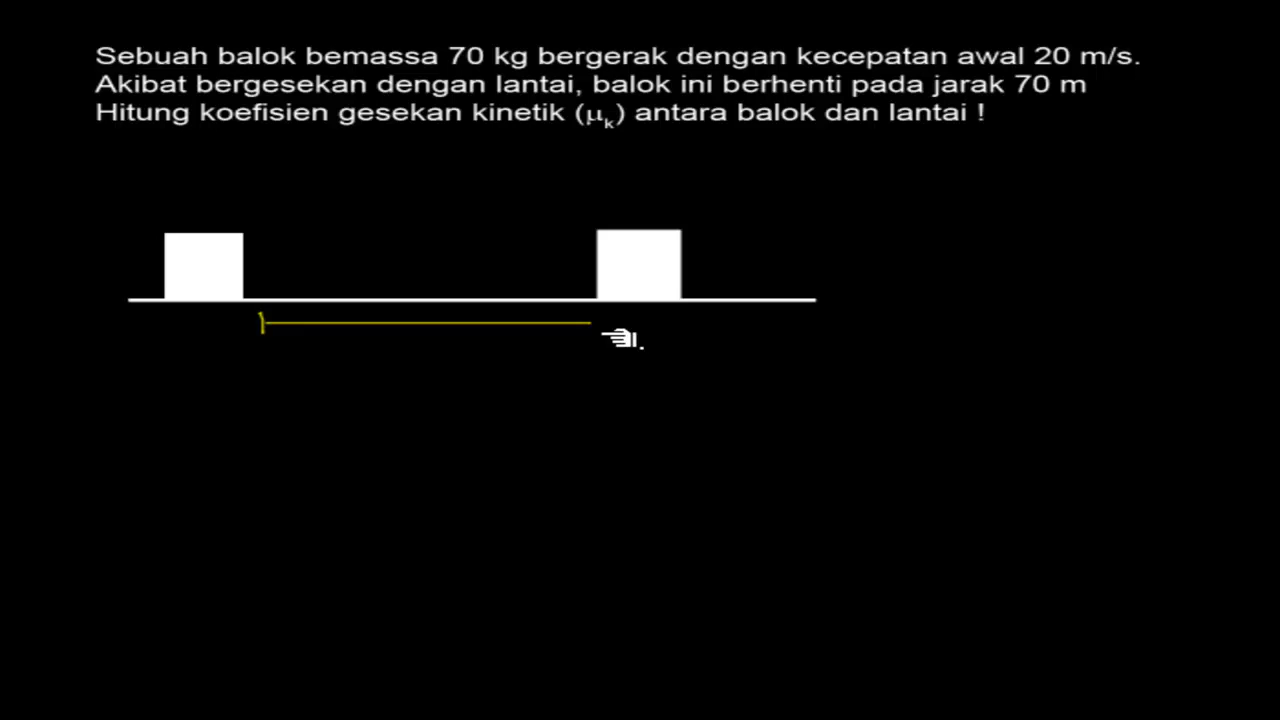 Sebuah balok bemassa 70 kg bergerak dengan kecepatan awal 20 m/s.
Akibat bergesekan dengan lantai, balok ini berhenti pada jarak 70 m
Hitung koefisien gesekan kinetik (μk) antara balok dan lantai !